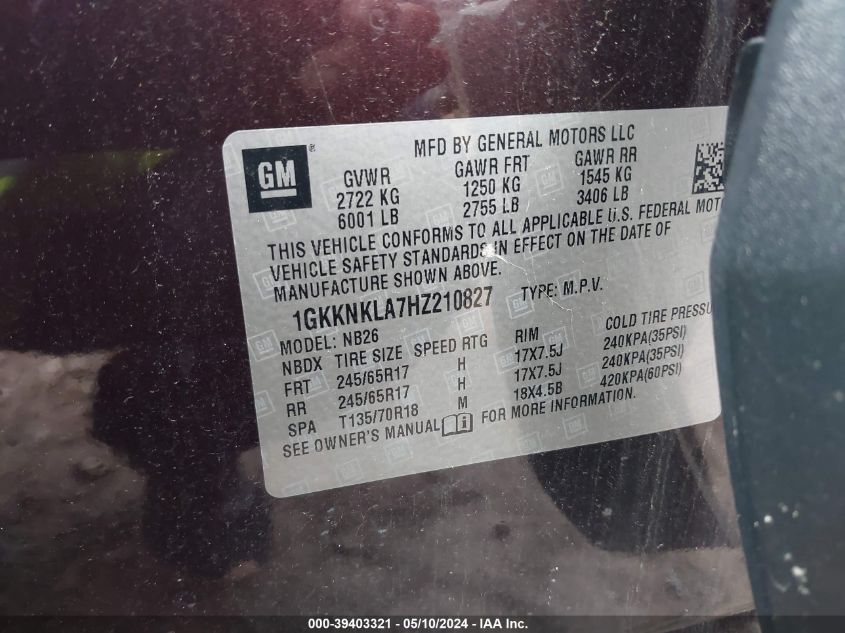 GM
®
MFD BY GENERAL MOTORS LLC
GVWR GAWR FRT GAWR RR
2722 KG 1250 KG 1545 KG
6001 LB 2755 LB 3406 LB
THIS VEHICLE CONFORMS TO ALL APPLICABLE U.S. FEDERAL MOT
VEHICLE SAFETY STANDARDS IN EFFECT ON THE DATE OF
MANUFACTURE SHOWN ABOVE.
1GKKNKLA7HZ210827 TYPE: M.P.V.
MODEL: NB26
NBDX TIRE SIZE SPEED RTG RIM COLD TIRE PRESSU
FRT 245/65R17 H 17X7.5J 240KPA(35PSI)
RR 245/65R17 H 17X7.5J 240KPA(35PSI)
SPA T135/70R18 M 18X4.5B 420KPA(60PSI)
SEE OWNER'S MANUAL i FOR MORE INFORMATION.
000-39403321 - 05/10/2024 - IAA Inc.